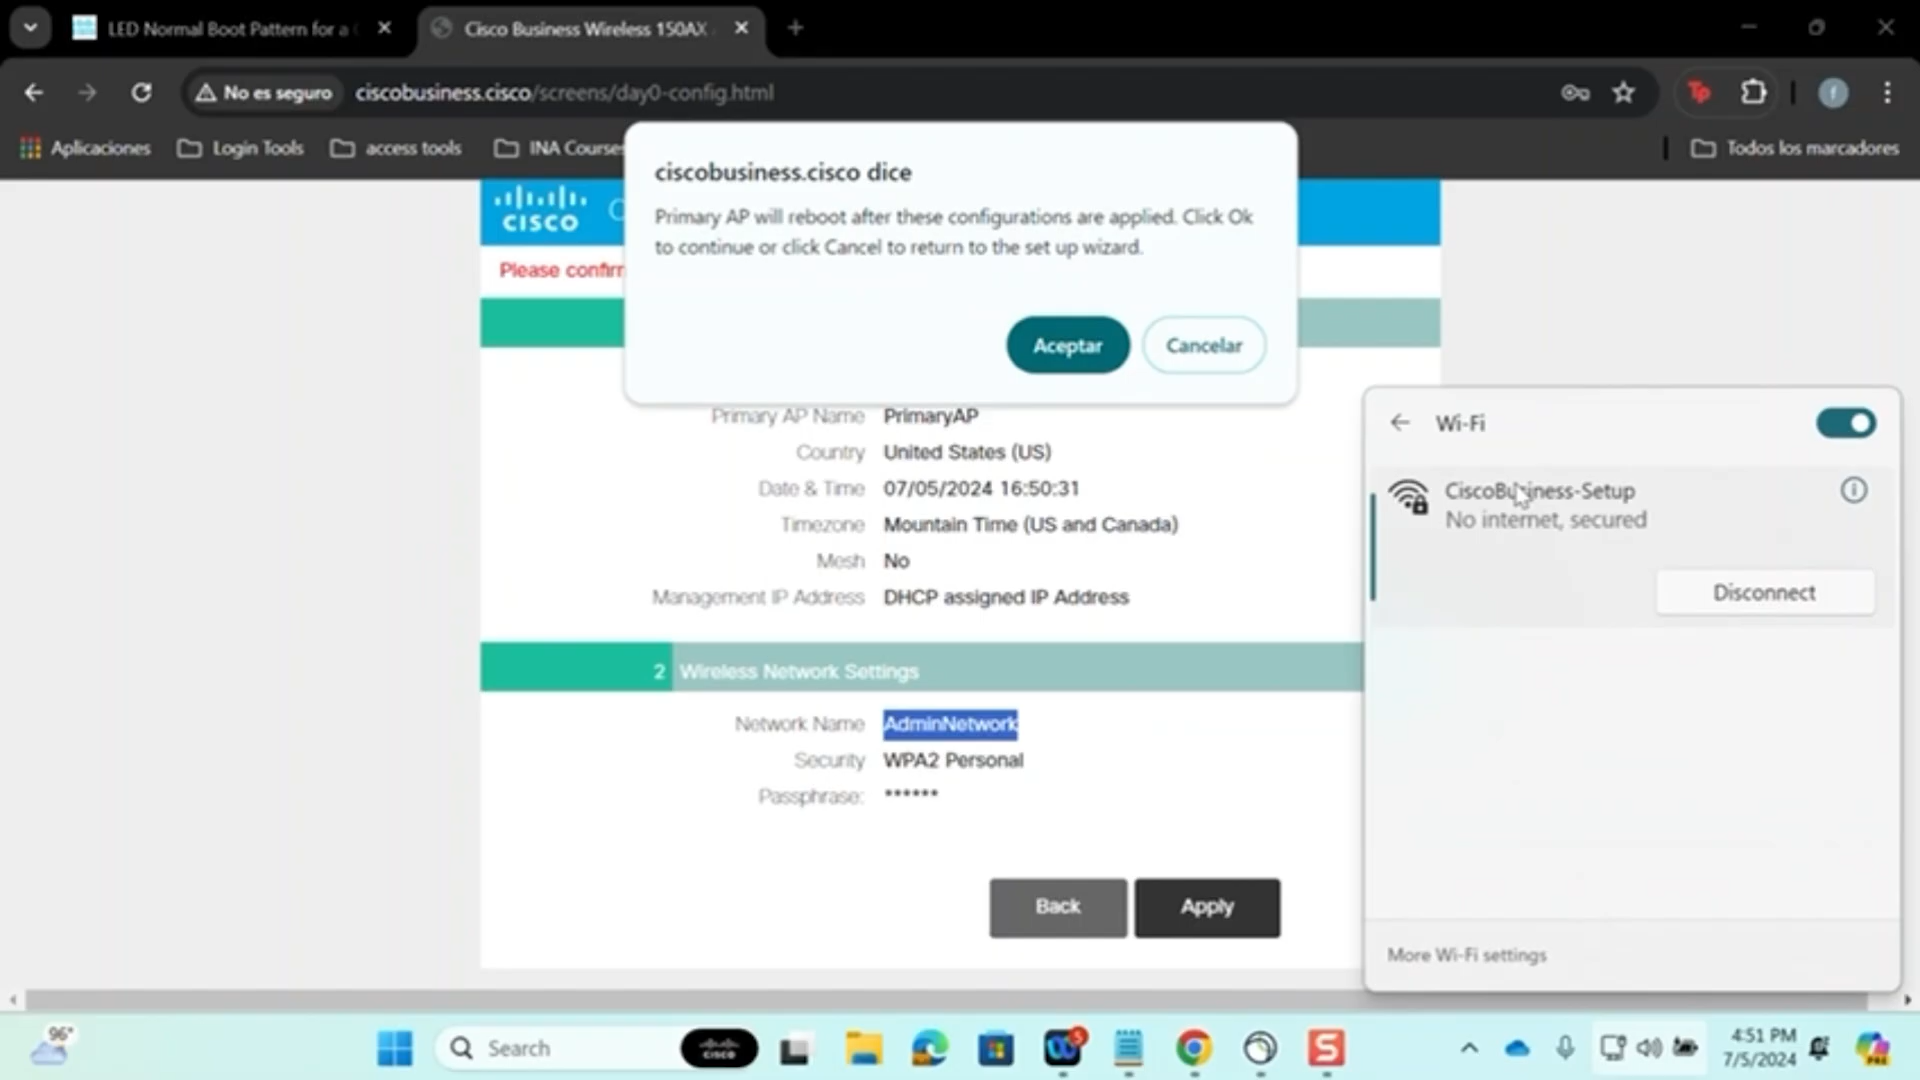 LED Normal Boot Pattern for a
Cisco Business Wireless 150AX
No es seguro
ciscobusiness.cisco/screens/day0-config.html
Aplicaciones
Login Tools
access tools
INA Courses
Todos los marcadores
ciscobusiness.cisco dice
Primary AP will reboot after these configurations are applied. Click Ok
to continue or click Cancel to return to the set up wizard.
Aceptar
Cancelar
CISCO
Please confirm
Primary AP Name PrimaryAP
Country United States (US)
Date & Time 07/05/2024 16:50:31
Timezone Mountain Time (US and Canada)
Mesh No
Management IP Address DHCP assigned IP Address
2 Wireless Network Settings
Network Name AdminNetwork
Security WPA2 Personal
Passphrase: ******
Back
Apply
Wi-Fi
CiscoBusiness-Setup
No internet, secured
Disconnect
More Wi-Fi settings
96°
Search
CISCO
5
S
4:51 PM
7/5/2024
PRE